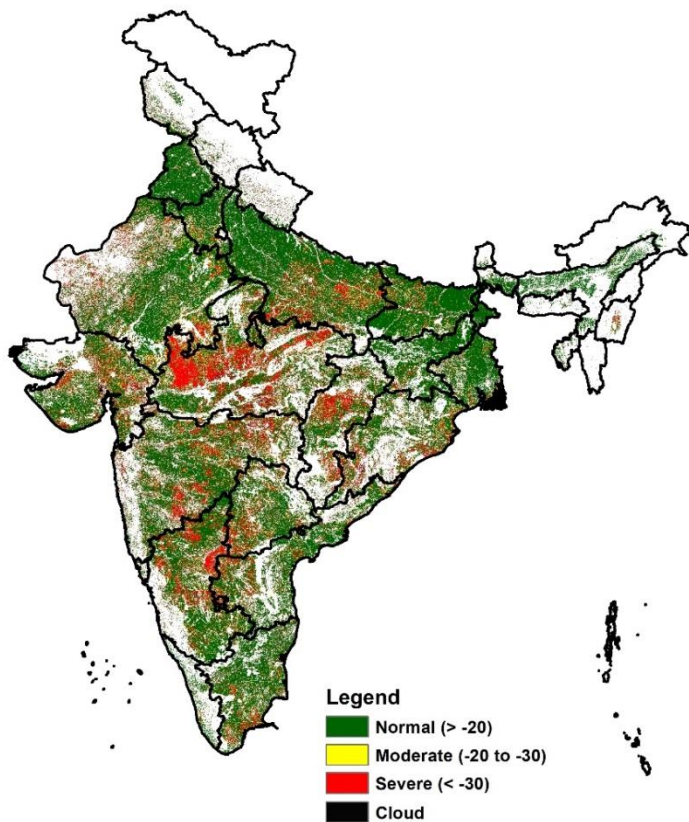 Legend
Normal (> -20)
Moderate (-20 to -30)
Severe (< -30)
Cloud